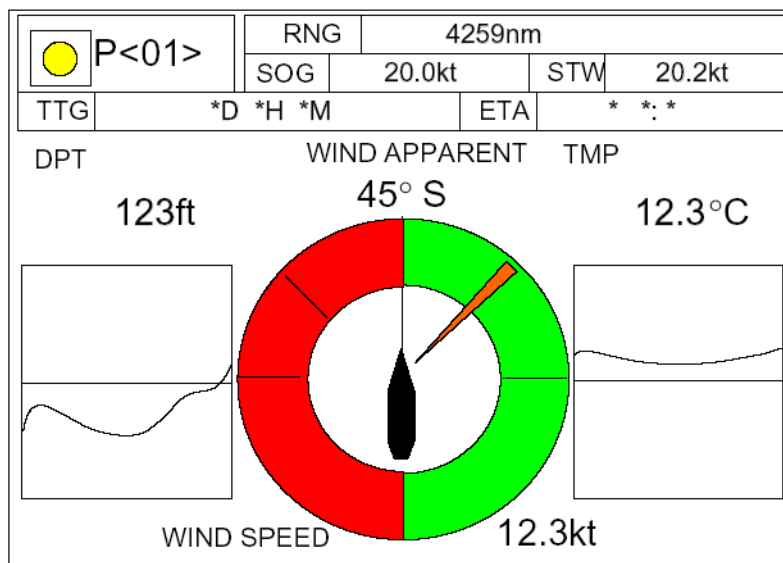 P<01>
RNG 4259nm
SOG 20.0kt STW 20.2kt
TTG *D *H *M ETA * *: *
DPT WIND APPARENT TMP
123ft 45° S 12.3°C
WIND SPEED 12.3kt